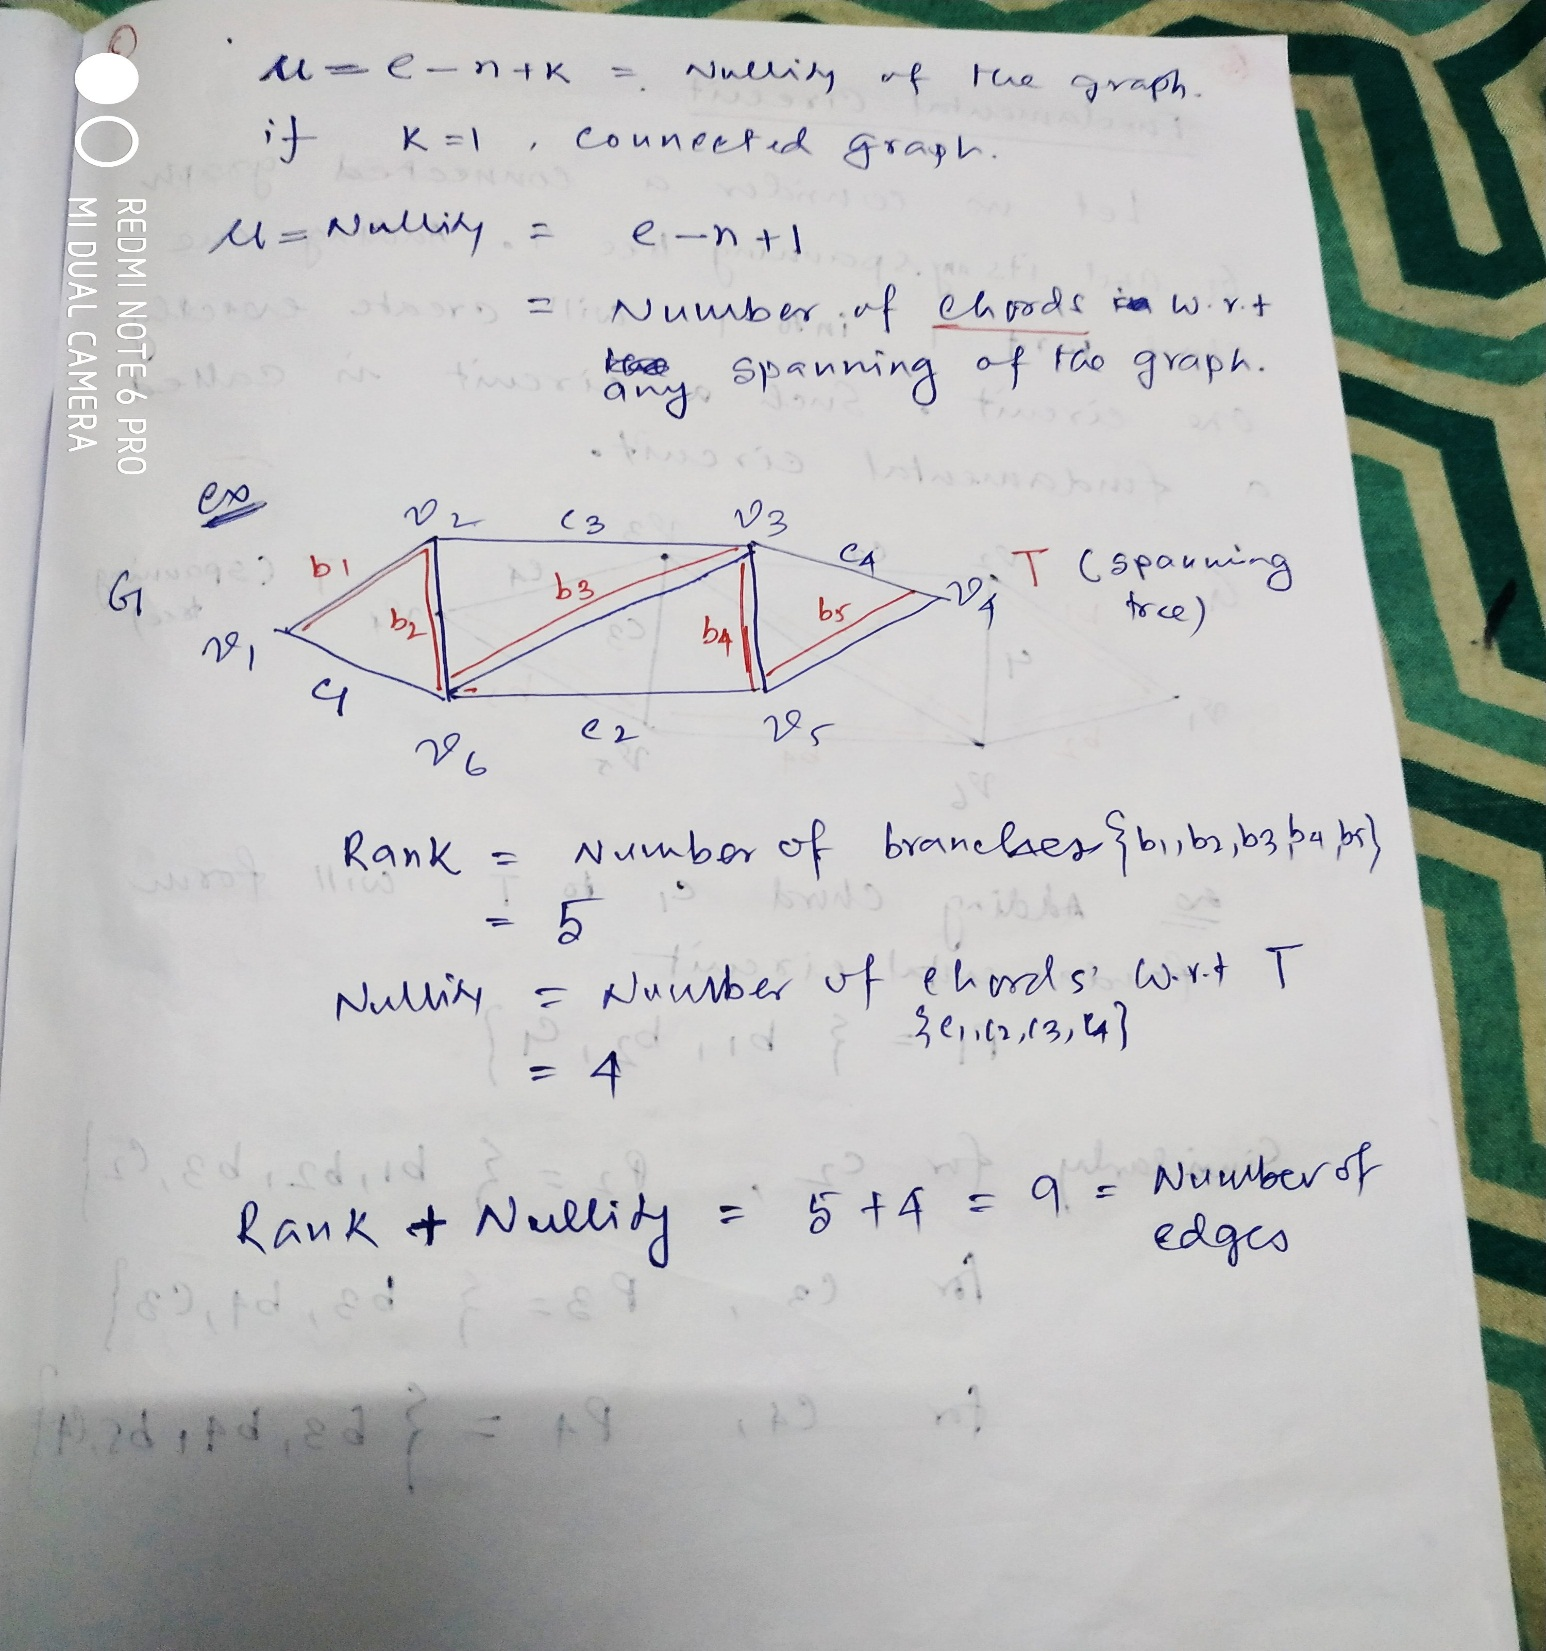 μ = e - n + k = Nullity of the graph.
if k = 1, connected graph.
μ = Nullity = e - n + 1
= Number of chords w.r.t
any spanning of the graph.
ex
v2 c3 v3
G b1 b2 b3 b4 b5 c4 v4 T (spanning
tree)
v1
c1 v6 c2 v5
Rank = Number of branches {b1, b2, b3, b4, b5}
= 5
Nullity = Number of chords w.r.t T
{c1, c2, c3, c4}
= 4
Rank + Nullity = 5 + 4 = 9 = Number of
edges
REDMI NOTE 6 PRO
MI DUAL CAMERA